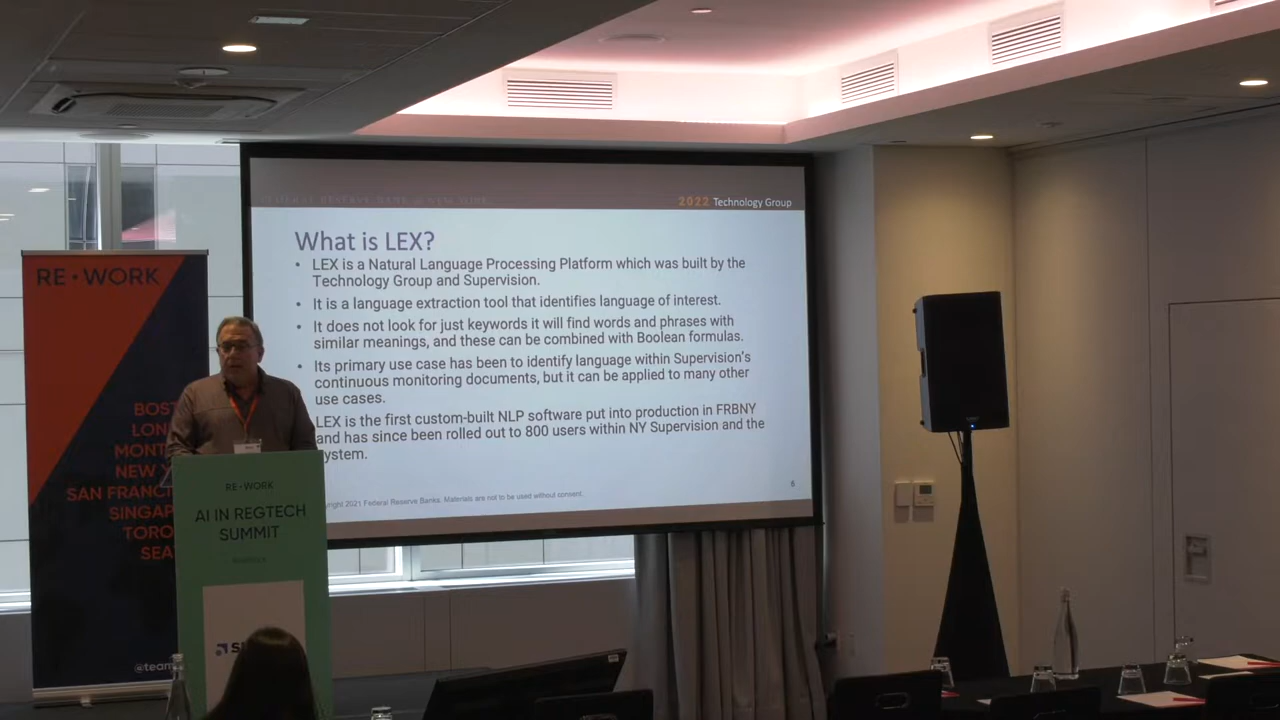 2022 Technology Group
What is LEX?
• LEX is a Natural Language Processing Platform which was built by the
Technology Group and Supervision.
• It is a language extraction tool that identifies language of interest.
• It does not look for just keywords it will find words and phrases with
similar meanings, and these can be combined with Boolean formulas.
• Its primary use case has been to identify language within Supervision's
continuous monitoring documents, but it can be applied to many other
use cases.
LEX is the first custom-built NLP software put into production in FRBNY
and has since been rolled out to 800 users within NY Supervision and the
ystem.
6
yright 2021 Federal Reserve Banks. Materials are not to be used without consent.
RE•WORK
BOST
LON
MONT
NEW Y
SAN FRANCI
SINGAP
TORO
SEA
@team
RE•WORK
AI IN REGTECH
SUMMIT